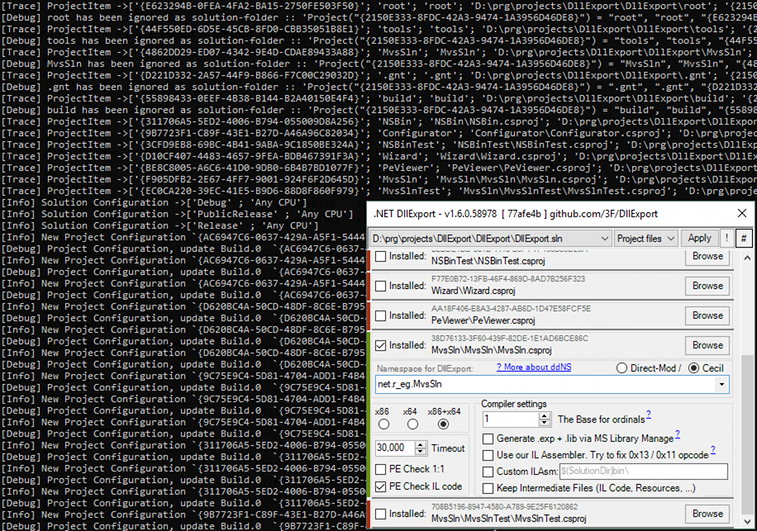 [Trace] ProjectItem ->['{E623294B-0FEA-4FA2-BA15-2750FE503F50}'; 'root'; 'root'; 'D:\prg\projects\DllExport\DllExport\root'; '{2
[Debug] root has been ignored as solution-folder :: 'Project("{2150E333-8FDC-42A3-9474-1A3956D46DE8}") = "root", "root", "{E623294
[Trace] ProjectItem ->['{44F550ED-6D5E-45CB-8FD0-CBB35051B8E1}'; 'tools'; 'tools'; 'D:\prg\projects\DllExport\DllExport\tools'; '{2
[Debug] tools has been ignored as solution-folder :: 'Project("{2150E333-8FDC-42A3-9474-1A3956D46DE8}") = "tools", "tools", "{44F5
[Trace] ProjectItem ->['{4862DD29-ED07-4342-9E4D-CDAE89433A88}'; 'MvsSln'; 'MvsSln'; 'D:\prg\projects\DllExport\DllExport\MvsSln';
[Debug] MvsSln has been ignored as solution-folder :: 'Project("{2150E333-8FDC-42A3-9474-1A3956D46DE8}") = "MvsSln", "MvsSln", "{48
[Trace] ProjectItem ->['{D221D332-2A57-44F9-B866-F7C00C29032D}'; '.gnt'; '.gnt'; 'D:\prg\projects\DllExport\DllExport\.gnt'; '{2
[Debug] .gnt has been ignored as solution-folder :: 'Project("{2150E333-8FDC-42A3-9474-1A3956D46DE8}") = ".gnt", ".gnt", "{D221D33
[Trace] ProjectItem ->['{55898433-0EEF-4B38-B144-B2AA40150E4F4}'; 'build'; 'build'; 'D:\prg\projects\DllExport\DllExport\build'; '{2
[Debug] build has been ignored as solution-folder :: 'Project("{2150E333-8FDC-42A3-9474-1A3956D46DE8}") = "build", "build", "{5589
[Trace] ProjectItem ->['{311706A5-5ED2-4006-B794-055009D8A256}'; 'NSBin'; 'NSBin\NSBin.csproj'; 'D:\prg\projects\DllExport\DllExpo
[Trace] ProjectItem ->['{9B7723F1-C89F-43E1-B27D-A46A96C82034}'; 'Configurator'; 'Configurator\Configurator.csproj'; 'D:\prg\proje
[Trace] ProjectItem ->['{3CFD9EB8-69BC-4B41-9ABA-9C1850BE324A}'; 'NSBinTest'; 'NSBinTest\NSBinTest.csproj'; 'D:\prg\projects\DllEx
[Trace] ProjectItem ->['{D10CF407-4483-4657-9FEA-BDB467391F3A}'; 'Wizard'; 'Wizard\Wizard.csproj'; 'D:\prg\projects\DllExport\DllE
[Trace] ProjectItem ->['{8E8C8005-A6C6-41D0-9DB0-6B4B7BD1077F}'; 'PeViewer'; 'PeViewer\PeViewer.csproj'; 'D:\prg\projects\DllExpor
[Trace] ProjectItem ->['{F905DFB2-2E67-4FF7-9001-924F6F2D645D}'; 'MvsSln'; 'MvsSln\MvsSln\MvsSln.csproj'; 'D:\prg\projects\DllExpo
[Trace] ProjectItem ->['{EC0CA220-39EC-41E5-B9D6-88D8F860F979}'; 'MvsSlnTest'; 'MvsSln\MvsSlnTest\MvsSlnTest.csproj'; 'D:\prg\proj
[Info] Solution Configuration ->['Debug' ; 'Any CPU']
[Info] Solution Configuration ->['PublicRelease' ; 'Any CPU']
[Info] Solution Configuration ->['Release' ; 'Any CPU']
[Info] New Project Configuration `{AC6947C6-0637-429A-A5F1-5444
[Debug] Project Configuration, update Build.0 `{AC6947C6-0637-
[Info] New Project Configuration `{AC6947C6-0637-429A-A5F1-5444
[Debug] Project Configuration, update Build.0 `{AC6947C6-0637-
[Info] New Project Configuration `{AC6947C6-0637-429A-A5F1-5444
[Debug] Project Configuration, update Build.0 `{AC6947C6-0637-
[Info] New Project Configuration `{D620BC4A-50CD-48DF-8C6E-B795
[Debug] Project Configuration, update Build.0 `{D620BC4A-50CD-
[Info] New Project Configuration `{D620BC4A-50CD-48DF-8C6E-B795
[Debug] Project Configuration, update Build.0 `{D620BC4A-50CD-
[Info] New Project Configuration `{D620BC4A-50CD-48DF-8C6E-B795
[Debug] Project Configuration, update Build.0 `{D620BC4A-50CD-
[Info] New Project Configuration `{9C75E9C4-5D81-4704-ADD1-F4B4
[Debug] Project Configuration, update Build.0 `{9C75E9C4-5D81-
[Info] New Project Configuration `{9C75E9C4-5D81-4704-ADD1-F4B4
[Debug] Project Configuration, update Build.0 `{9C75E9C4-5D81-
[Info] New Project Configuration `{9C75E9C4-5D81-4704-ADD1-F4B4
[Debug] Project Configuration, update Build.0 `{9C75E9C4-5D81-
[Info] New Project Configuration `{311706A5-5ED2-4006-B794-0550
[Debug] Project Configuration, update Build.0 `{311706A5-5ED2-
[Info] New Project Configuration `{311706A5-5ED2-4006-B794-0550
[Debug] Project Configuration, update Build.0 `{311706A5-5ED2-
[Info] New Project Configuration `{311706A5-5ED2-4006-B794-0550
[Debug] Project Configuration, update Build.0 `{311706A5-5ED2-
[Info] New Project Configuration `{9B7723F1-C89F-43E1-B27D-A46A
[Debug] Project Configuration, update Build.0 `{9B7723F1-C89F-
.NET DllExport - v1.6.0.58978 [ 77afe4b ] github.com/3F/DllExport
D:\prg\projects\DllExport\DllExport\DllExport.sln Project files Apply ! #
Installed: NSBinTest\NSBinTest.csproj Browse
F77E0B72-13FB-46F4-869D-8AD7B256F323
Installed: Wizard\Wizard.csproj Browse
AA18F406-E8A3-4287-AB6D-1D47E58FCF5E
Installed: PeViewer\PeViewer.csproj Browse
38D76133-3F60-439F-82DE-1E1AD6BCE86C
Installed: MvsSln\MvsSln\MvsSln.csproj Browse
Namespace for DllExport: ? More about ddNS Direct-Mod / Cecil
net.r_eg.MvsSln
x86 x64 x86+x64
30,000 Timeout
PE Check 1:1
PE Check IL code
Compiler settings
1 The Base for ordinals ?
Generate .exp + .lib via MS Library Manage ?
Use our IL Assembler. Try to fix 0x13 / 0x11 opcode ?
Custom ILAsm: $(SolutionDir)bin\
Keep Intermediate Files (IL Code, Resources, ...)
708B5196-8947-4580-A789-9E25F6120862
Installed: MvsSln\MvsSlnTest\MvsSlnTest.csproj Browse